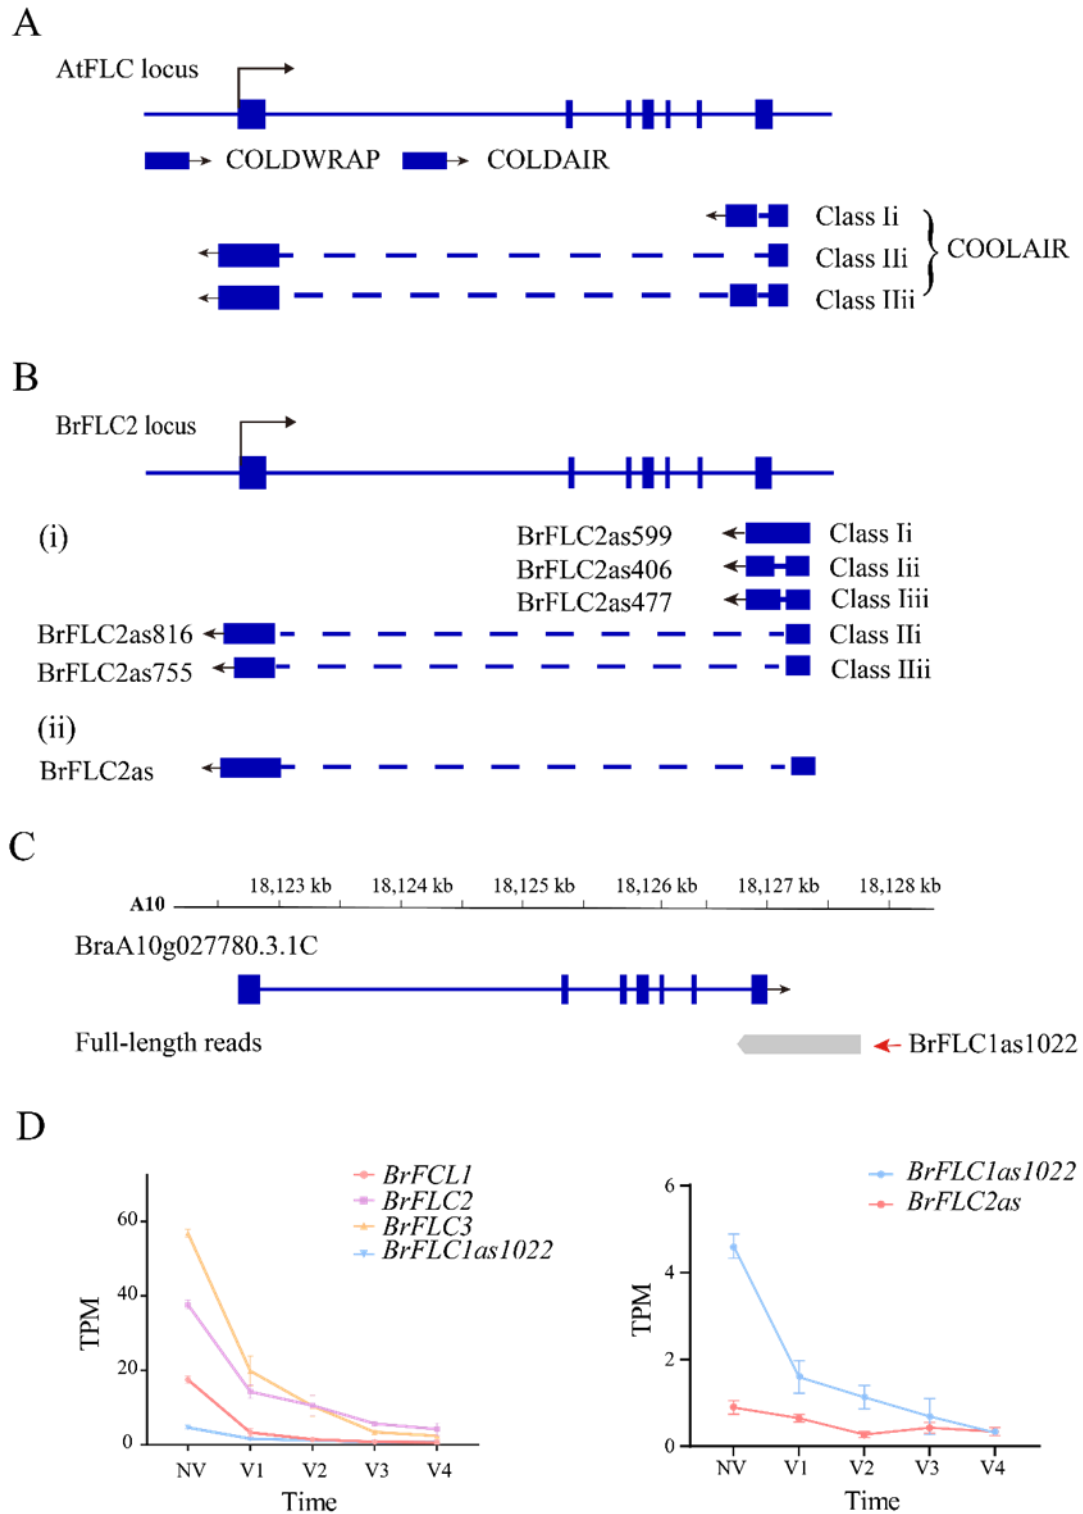 A
AtFLC locus
COLDWRAP
COLDAIR
Class Ii
Class IIi
Class IIii
COOLAIR
B
BrFLC2 locus
(i)
BrFLC2as599
Class Ii
BrFLC2as406
Class Iii
BrFLC2as477
Class Iiii
BrFLC2as816
Class IIi
BrFLC2as755
Class IIii
(ii)
BrFLC2as
C
18,123 kb 18,124 kb 18,125 kb 18,126 kb 18,127 kb 18,128 kb
A10
BraA10g027780.3.1C
Full-length reads
BrFLC1as1022
D
BrFCL1
BrFLC2
BrFLC3
BrFLC1as1022
TPM
60
40
20
0
NV V1 V2 V3 V4
Time
BrFLC1as1022
BrFLC2as
TPM
6
4
2
0
NV V1 V2 V3 V4
Time